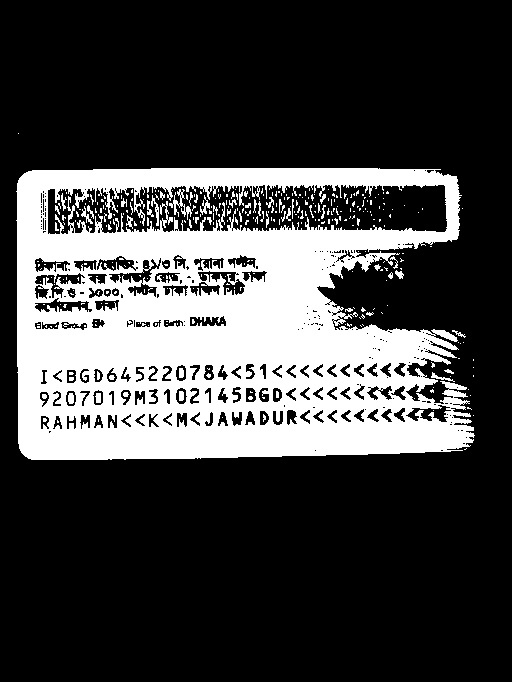 ঠিকানা: বাসা/হোল্ডিং: ৪১/৩ সি, পুরানা পল্টন,
গ্রাম/রাস্তা: বক্স কালভার্ট রোড, -, ডাকঘর: ঢাকা
জি.পি.ও - ১০০০, পল্টন, ঢাকা দক্ষিণ সিটি
কর্পোরেশন, ঢাকা
Blood Group: Place of Birth: DHAKA
I<BGD645220784<51<<<<<<<<<<<<<
9207019M3102145BGD<<<<<<<<<<<
RAHMAN<<K<M<JAWADUR<<<<<<<<<<<